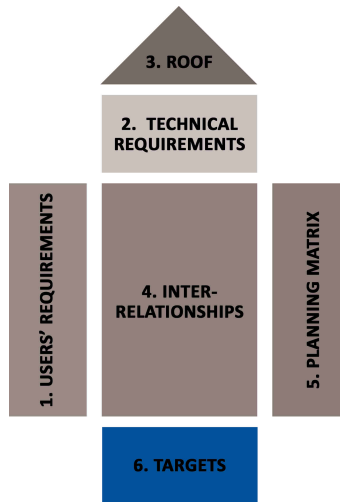 3. ROOF
2. TECHNICAL
REQUIREMENTS
1. USERS’ REQUIREMENTS
4. INTER-
RELATIONSHIPS
5. PLANNING MATRIX
6. TARGETS